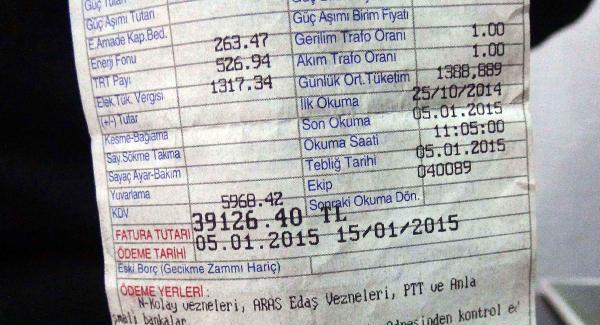 Güç Tutarı
Güç Aşımı Tutarı
E.Amade Kap.Bed.
Enerji Fonu 263.47
TRT Payı 526.94
Elek.Tük. Vergisi 1317.34
(+/-) Tutar
Kesme-Bağlama
Say.Sökme Takma
Sayaç Ayar-Bakım
Yuvarlama
KDV 5968.42
FATURA TUTARI 39126.40 TL
ÖDEME TARİHİ 05.01.2015 15/01/2015
Eski Borç (Gecikme Zammı Hariç)
ÖDEME YERLERİ :
N-Kolay vezneleri, ARAS Edaş Vezneleri, PTT ve Anla
şmalı bankalar
kontrol
Güç Aşımı Birim Fiyatı
Gerilim Trafo Oranı 1.00
Akım Trafo Oranı 1.00
Günlük Ort.Tüketim 1388,889
İlk Okuma 25/10/2014
Son Okuma 05.01.2015
Okuma Saati 11:05:00
Tebliğ Tarihi 05.01.2015
Ekip 040089
Sonraki Okuma Dön.